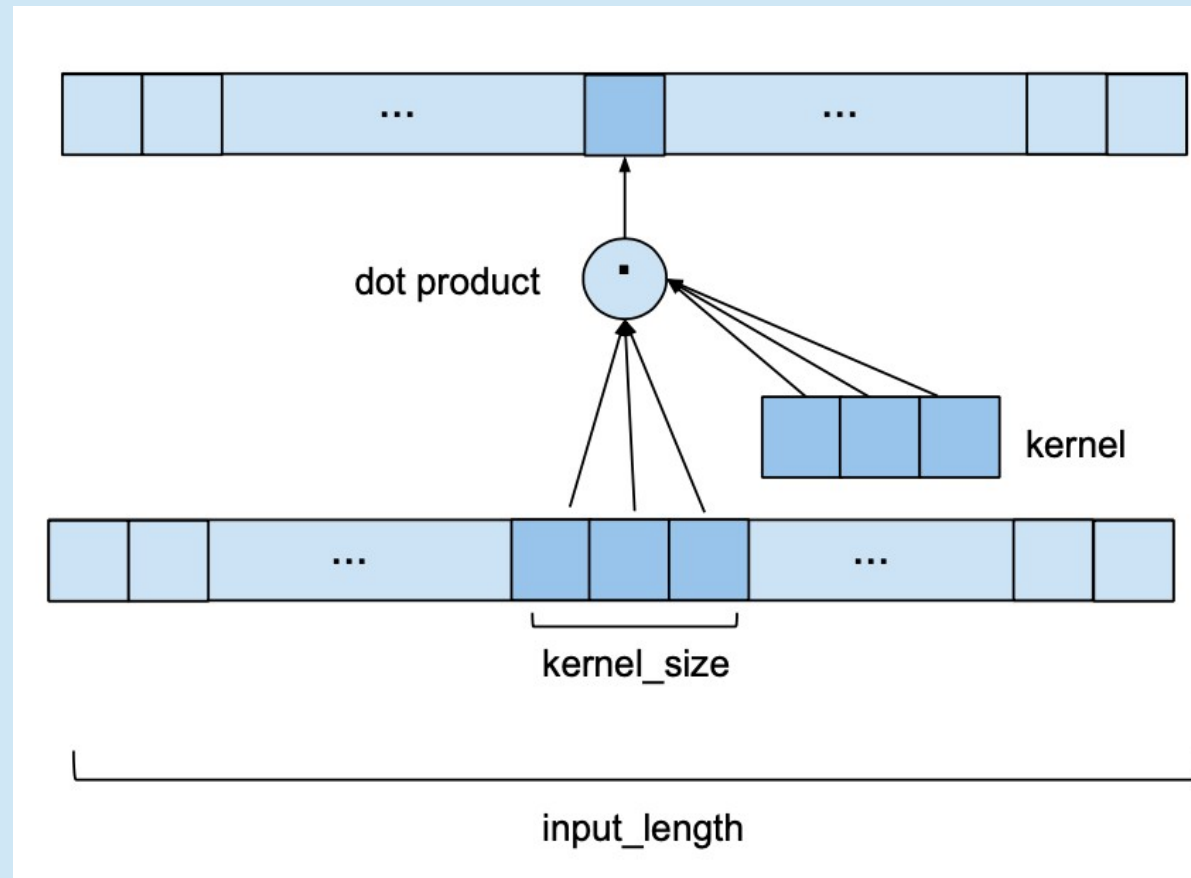 ... ...
dot product
kernel
... ...
kernel_size
input_length